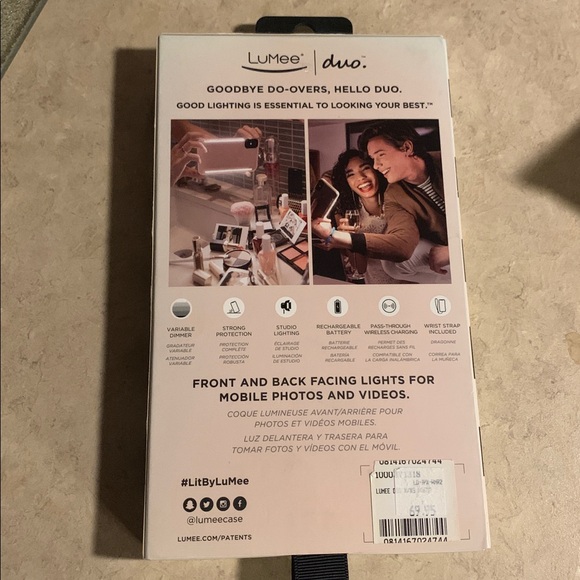 LuMee® | duo.™
GOODBYE DO-OVERS, HELLO DUO.
GOOD LIGHTING IS ESSENTIAL TO LOOKING YOUR BEST.™
VARIABLE DIMMER
GRADATEUR VARIABLE
ATENUADOR VARIABLE
STRONG PROTECTION
PROTECTION COMPLÈTE
PROTECCIÓN ROBUSTA
STUDIO LIGHTING
ÉCLAIRAGE DE STUDIO
ILUMINACIÓN DE ESTUDIO
RECHARGEABLE BATTERY
BATTERIE RECHARGEABLE
BATERÍA RECARGABLE
PASS-THROUGH WIRELESS CHARGING
PERMET DES RECHARGES SANS FIL
COMPATIBLE CON LA CARGA INALÁMBRICA
WRIST STRAP INCLUDED
DRAGONNE
CORREA PARA LA MUÑECA
FRONT AND BACK FACING LIGHTS FOR
MOBILE PHOTOS AND VIDEOS.
COQUE LUMINEUSE AVANT/ARRIÈRE POUR
PHOTOS ET VIDÉOS MOBILES.
LUZ DELANTERA Y TRASERA PARA
TOMAR FOTOS Y VÍDEOS CON EL MÓVIL.
#LitByLuMee
@lumeecase
LUMEE.COM/PATENTS
0814167024744
LUMEE
69.95
0814167024744